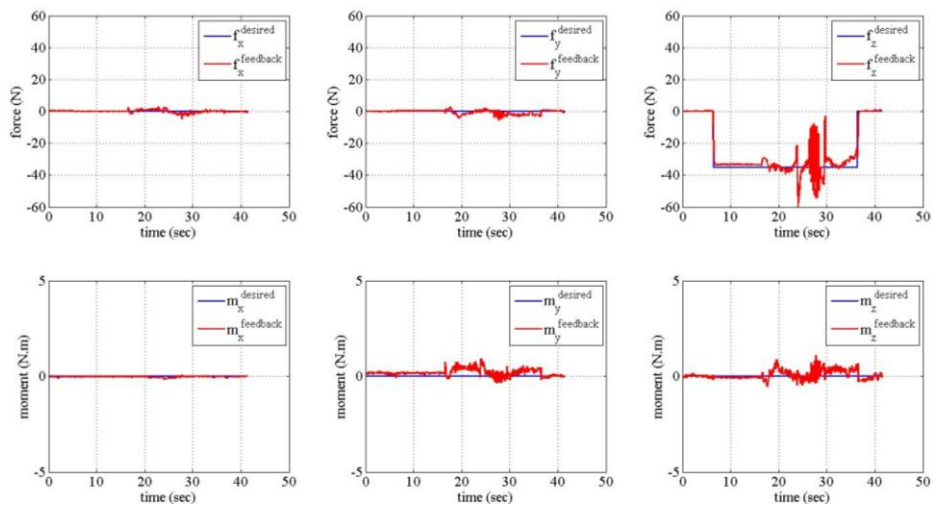 60
40
20
0
-20
-40
-60
force (N)
0 10 20 30 40 50
time (sec)
f_x^desired
f_x^feedback
60
40
20
0
-20
-40
-60
force (N)
0 10 20 30 40 50
time (sec)
f_y^desired
f_y^feedback
60
40
20
0
-20
-40
-60
force (N)
0 10 20 30 40 50
time (sec)
f_z^desired
f_z^feedback
5
0
-5
moment (N.m)
0 10 20 30 40 50
time (sec)
m_x^desired
m_x^feedback
5
0
-5
moment (N.m)
0 10 20 30 40 50
time (sec)
m_y^desired
m_y^feedback
5
0
-5
moment (N.m)
0 10 20 30 40 50
time (sec)
m_z^desired
m_z^feedback